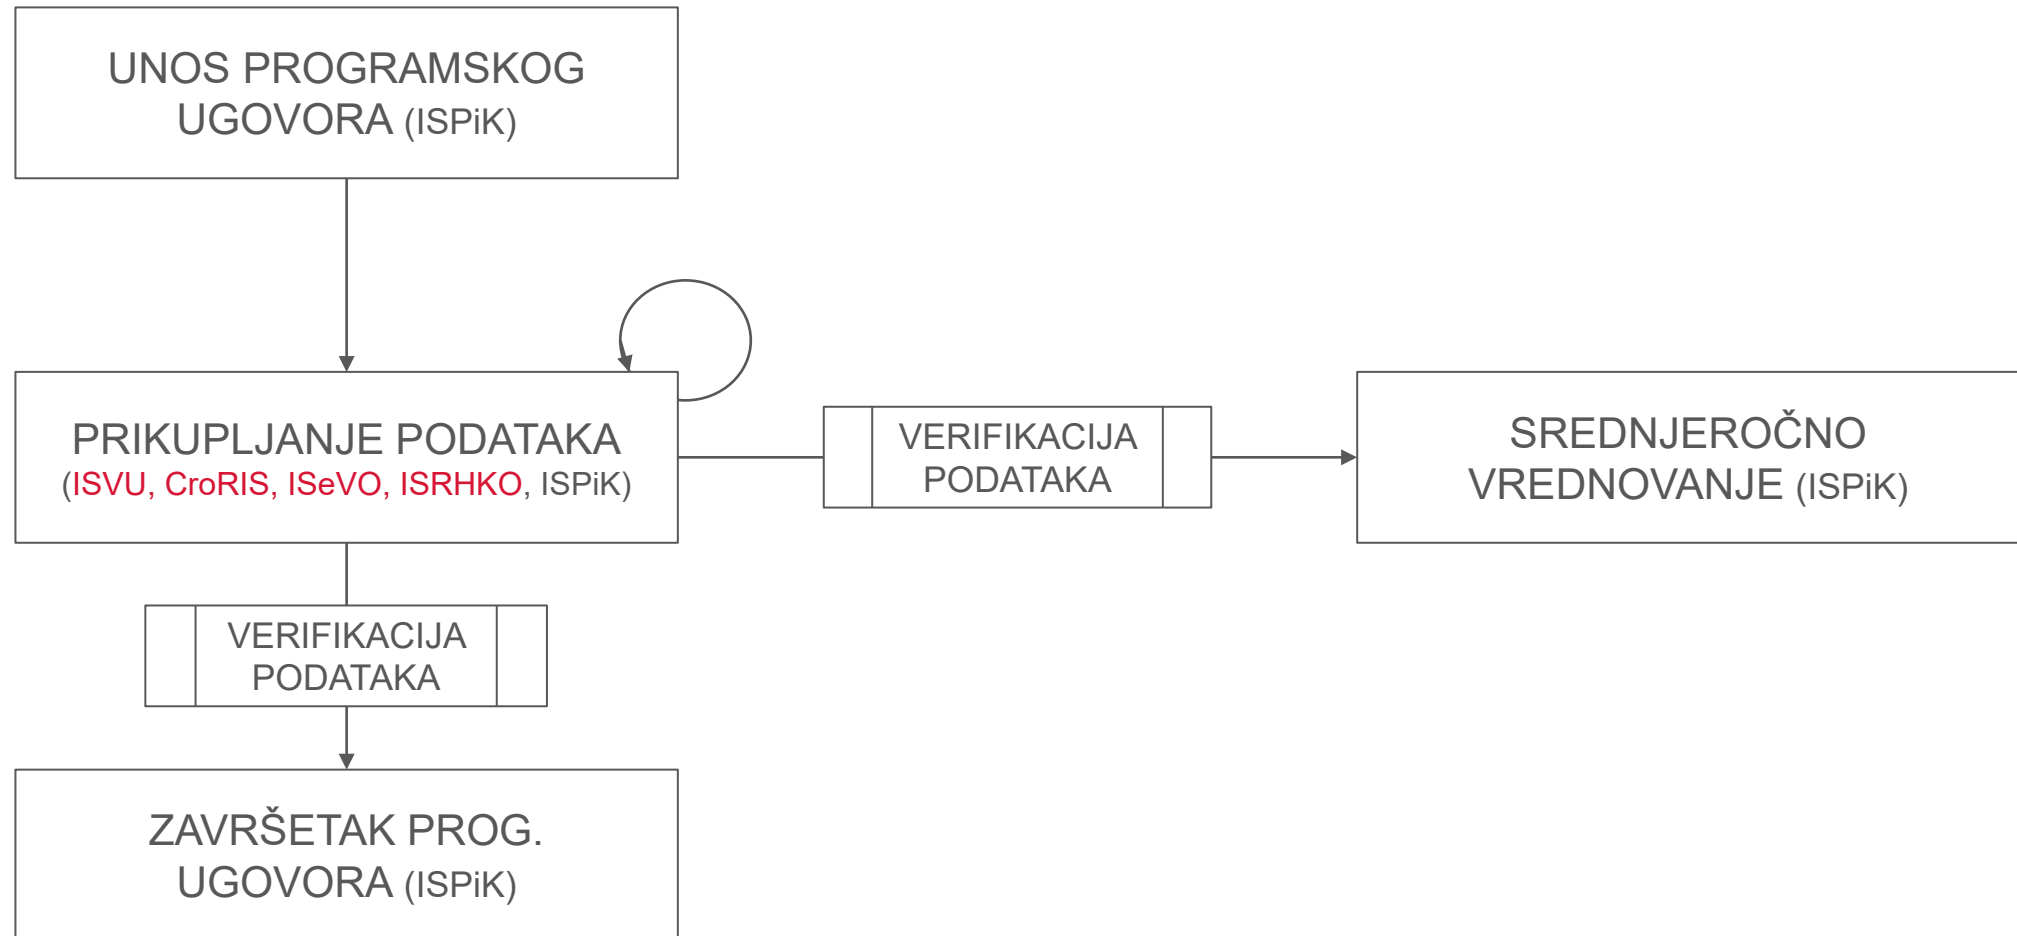 UNOS PROGRAMSKOG
UGOVORA (ISPiK)
PRIKUPLJANJE PODATAKA
(ISVU, CroRIS, ISeVO, ISRHKO, ISPiK)
VERIFIKACIJA
PODATAKA
SREDNJEROČNO
VREDNOVANJE (ISPiK)
VERIFIKACIJA
PODATAKA
ZAVRŠETAK PROG.
UGOVORA (ISPiK)